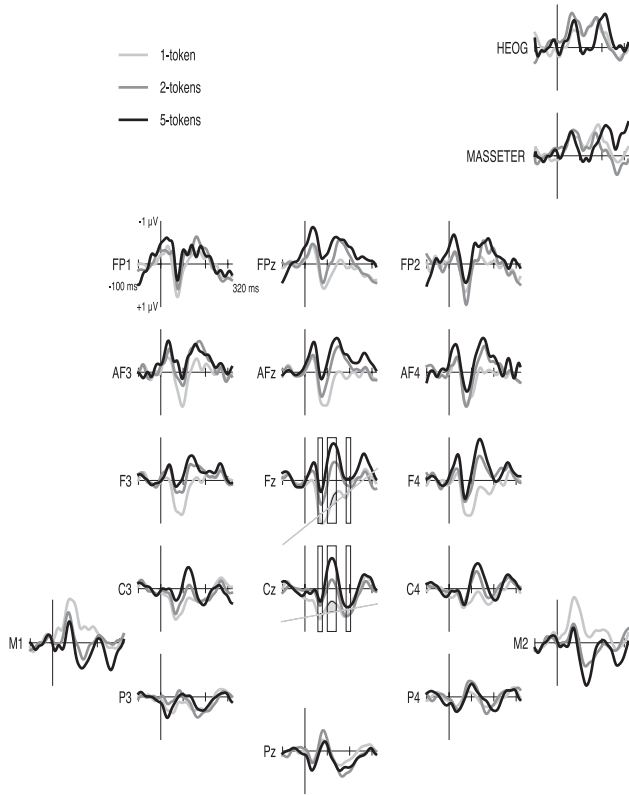 HEOG
1-token
2-tokens
5-tokens
MASSETER
-1 μV
FP1
FPz
FP2
-100 ms
320 ms
+1 μV
AF3
AFz
AF4
F3
Fz
F4
C3
Cz
C4
M1
M2
P3
P4
Pz